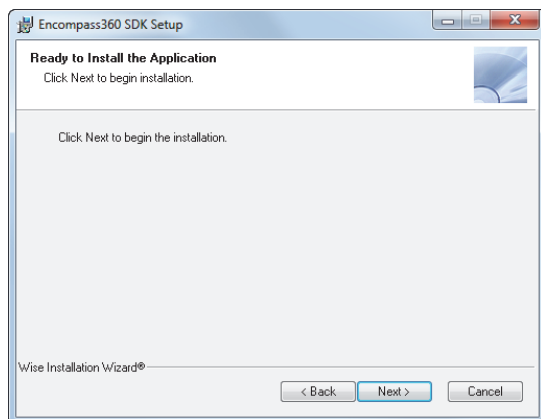 Encompass360 SDK Setup
Ready to Install the Application
Click Next to begin installation.
Click Next to begin the installation.
Wise Installation Wizard®
< Back Next > Cancel